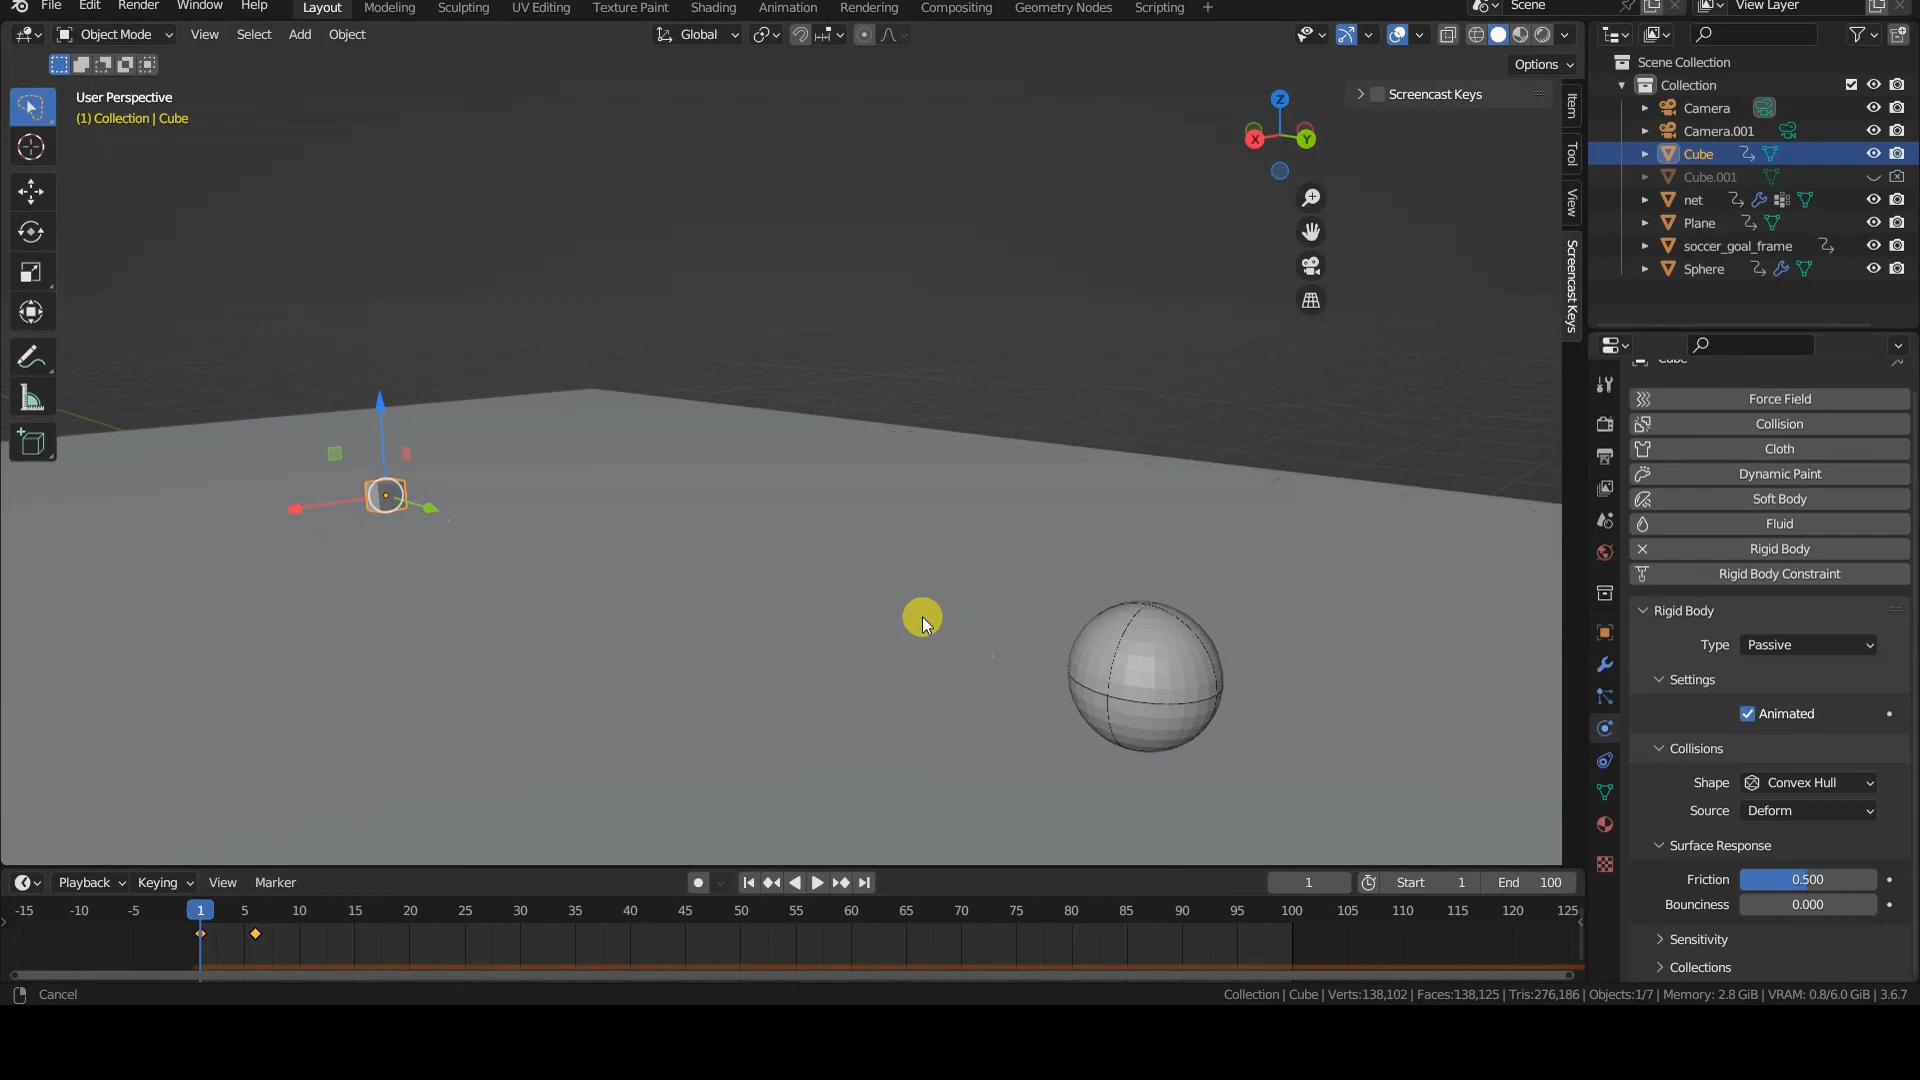 File Edit Render Window Help Layout Modeling Sculpting UV Editing Texture Paint Shading Animation Rendering Compositing Geometry Nodes Scripting + Scene View Layer
Object Mode View Select Add Object Global
Options
User Perspective
(1) Collection | Cube
Screencast Keys
Z
X
Y
Item
Tool
View
Screencast Keys
Scene Collection
Collection
Camera
Camera.001
Cube
Cube.001
net
Plane
soccer_goal_frame
Sphere
Cube
Force Field
Collision
Cloth
Dynamic Paint
Soft Body
Fluid
Rigid Body
Rigid Body Constraint
Rigid Body
Type Passive
Settings
Animated
Collisions
Shape Convex Hull
Source Deform
Surface Response
Friction 0.500
Bounciness 0.000
Sensitivity
Collections
Playback Keying View Marker 1 Start 1 End 100
-15 -10 -5 1 5 10 15 20 25 30 35 40 45 50 55 60 65 70 75 80 85 90 95 100 105 110 115 120 125
Cancel Collection | Cube | Verts:138,102 | Faces:138,125 | Tris:276,186 | Objects:1/7 | Memory: 2.8 GiB | VRAM: 0.8/6.0 GiB | 3.6.7